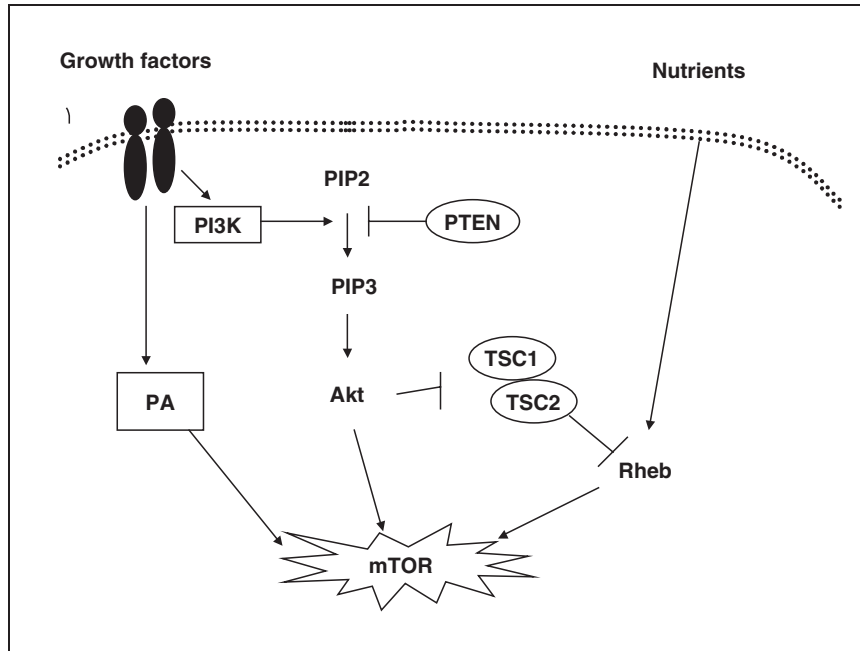 Growth factors
Nutrients
PIP2
PI3K
PTEN
PIP3
TSC1
Akt
TSC2
PA
Rheb
mTOR